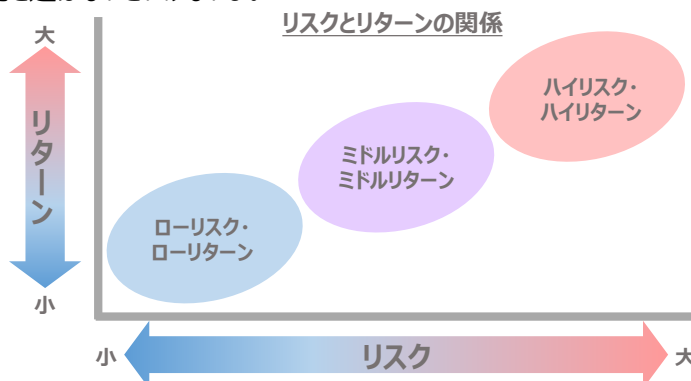 リスクとリターンの関係
大
リターン
小
ハイリスク・
ハイリターン
ミドルリスク・
ミドルリターン
ローリスク・
ローリターン
小
リスク
大